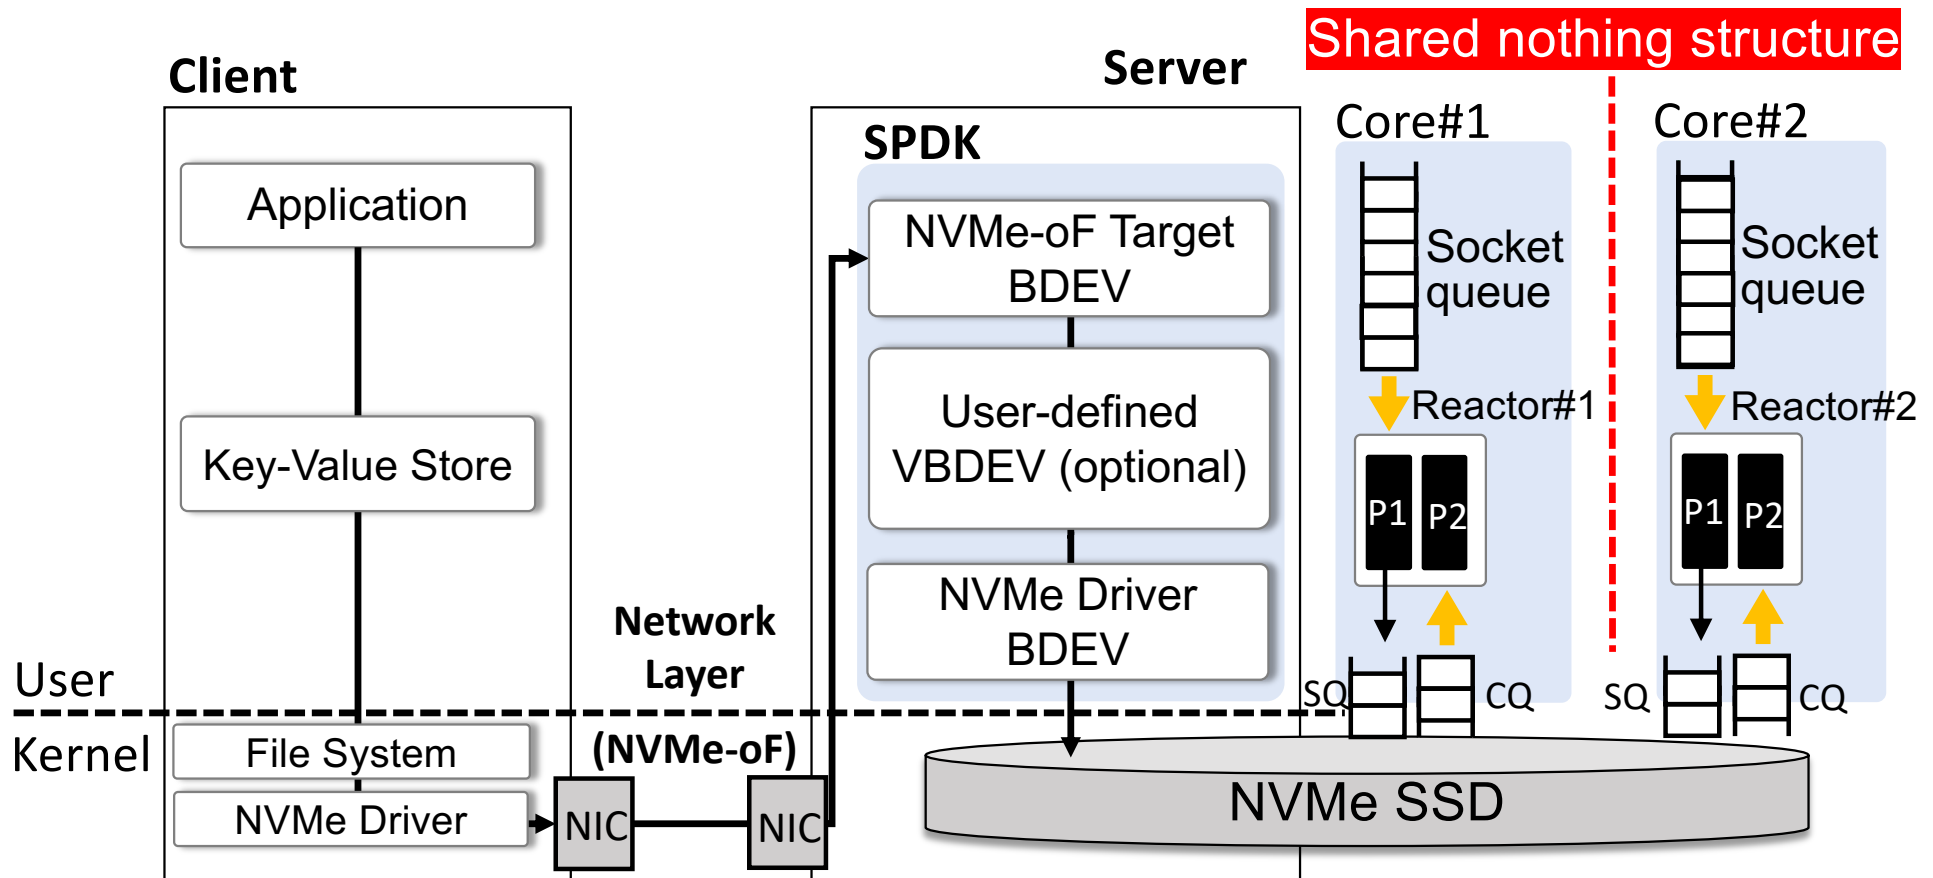 Shared nothing structure
Client
Server
Core#1
Core#2
SPDK
Application
NVMe-oF Target
BDEV
Socket
queue
Socket
queue
User-defined
VBDEV (optional)
Reactor#1
Reactor#2
Key-Value Store
P1
P2
P1
P2
NVMe Driver
BDEV
Network
Layer
(NVMe-oF)
User
Kernel
SQ
CQ
SQ
CQ
File System
NVMe Driver
NIC
NIC
NVMe SSD